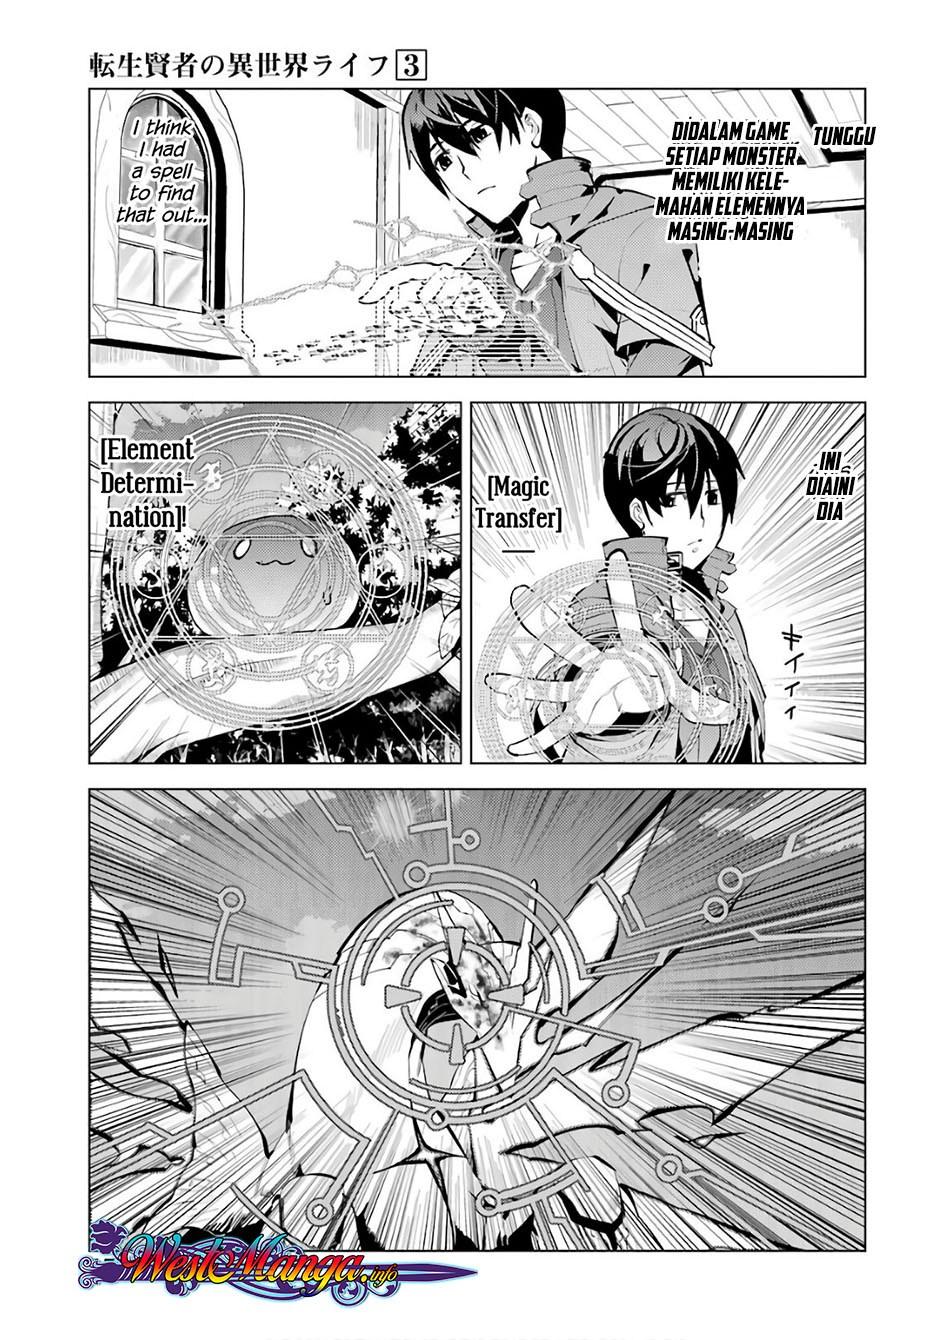 転生賢者の異世界ライフ 3
TUNGGU
DIDALAM GAME
SETIAP MONSTER
MEMILIKI KELE-
MAHAN ELEMENNYA
MASING-MASING
I think
I had
a spell
to find
that out...
INI
DIAINI
DIA
[Magic
Transfer]
—
キイイイィ
[Element
Determi-
nation]!
WestManga.info